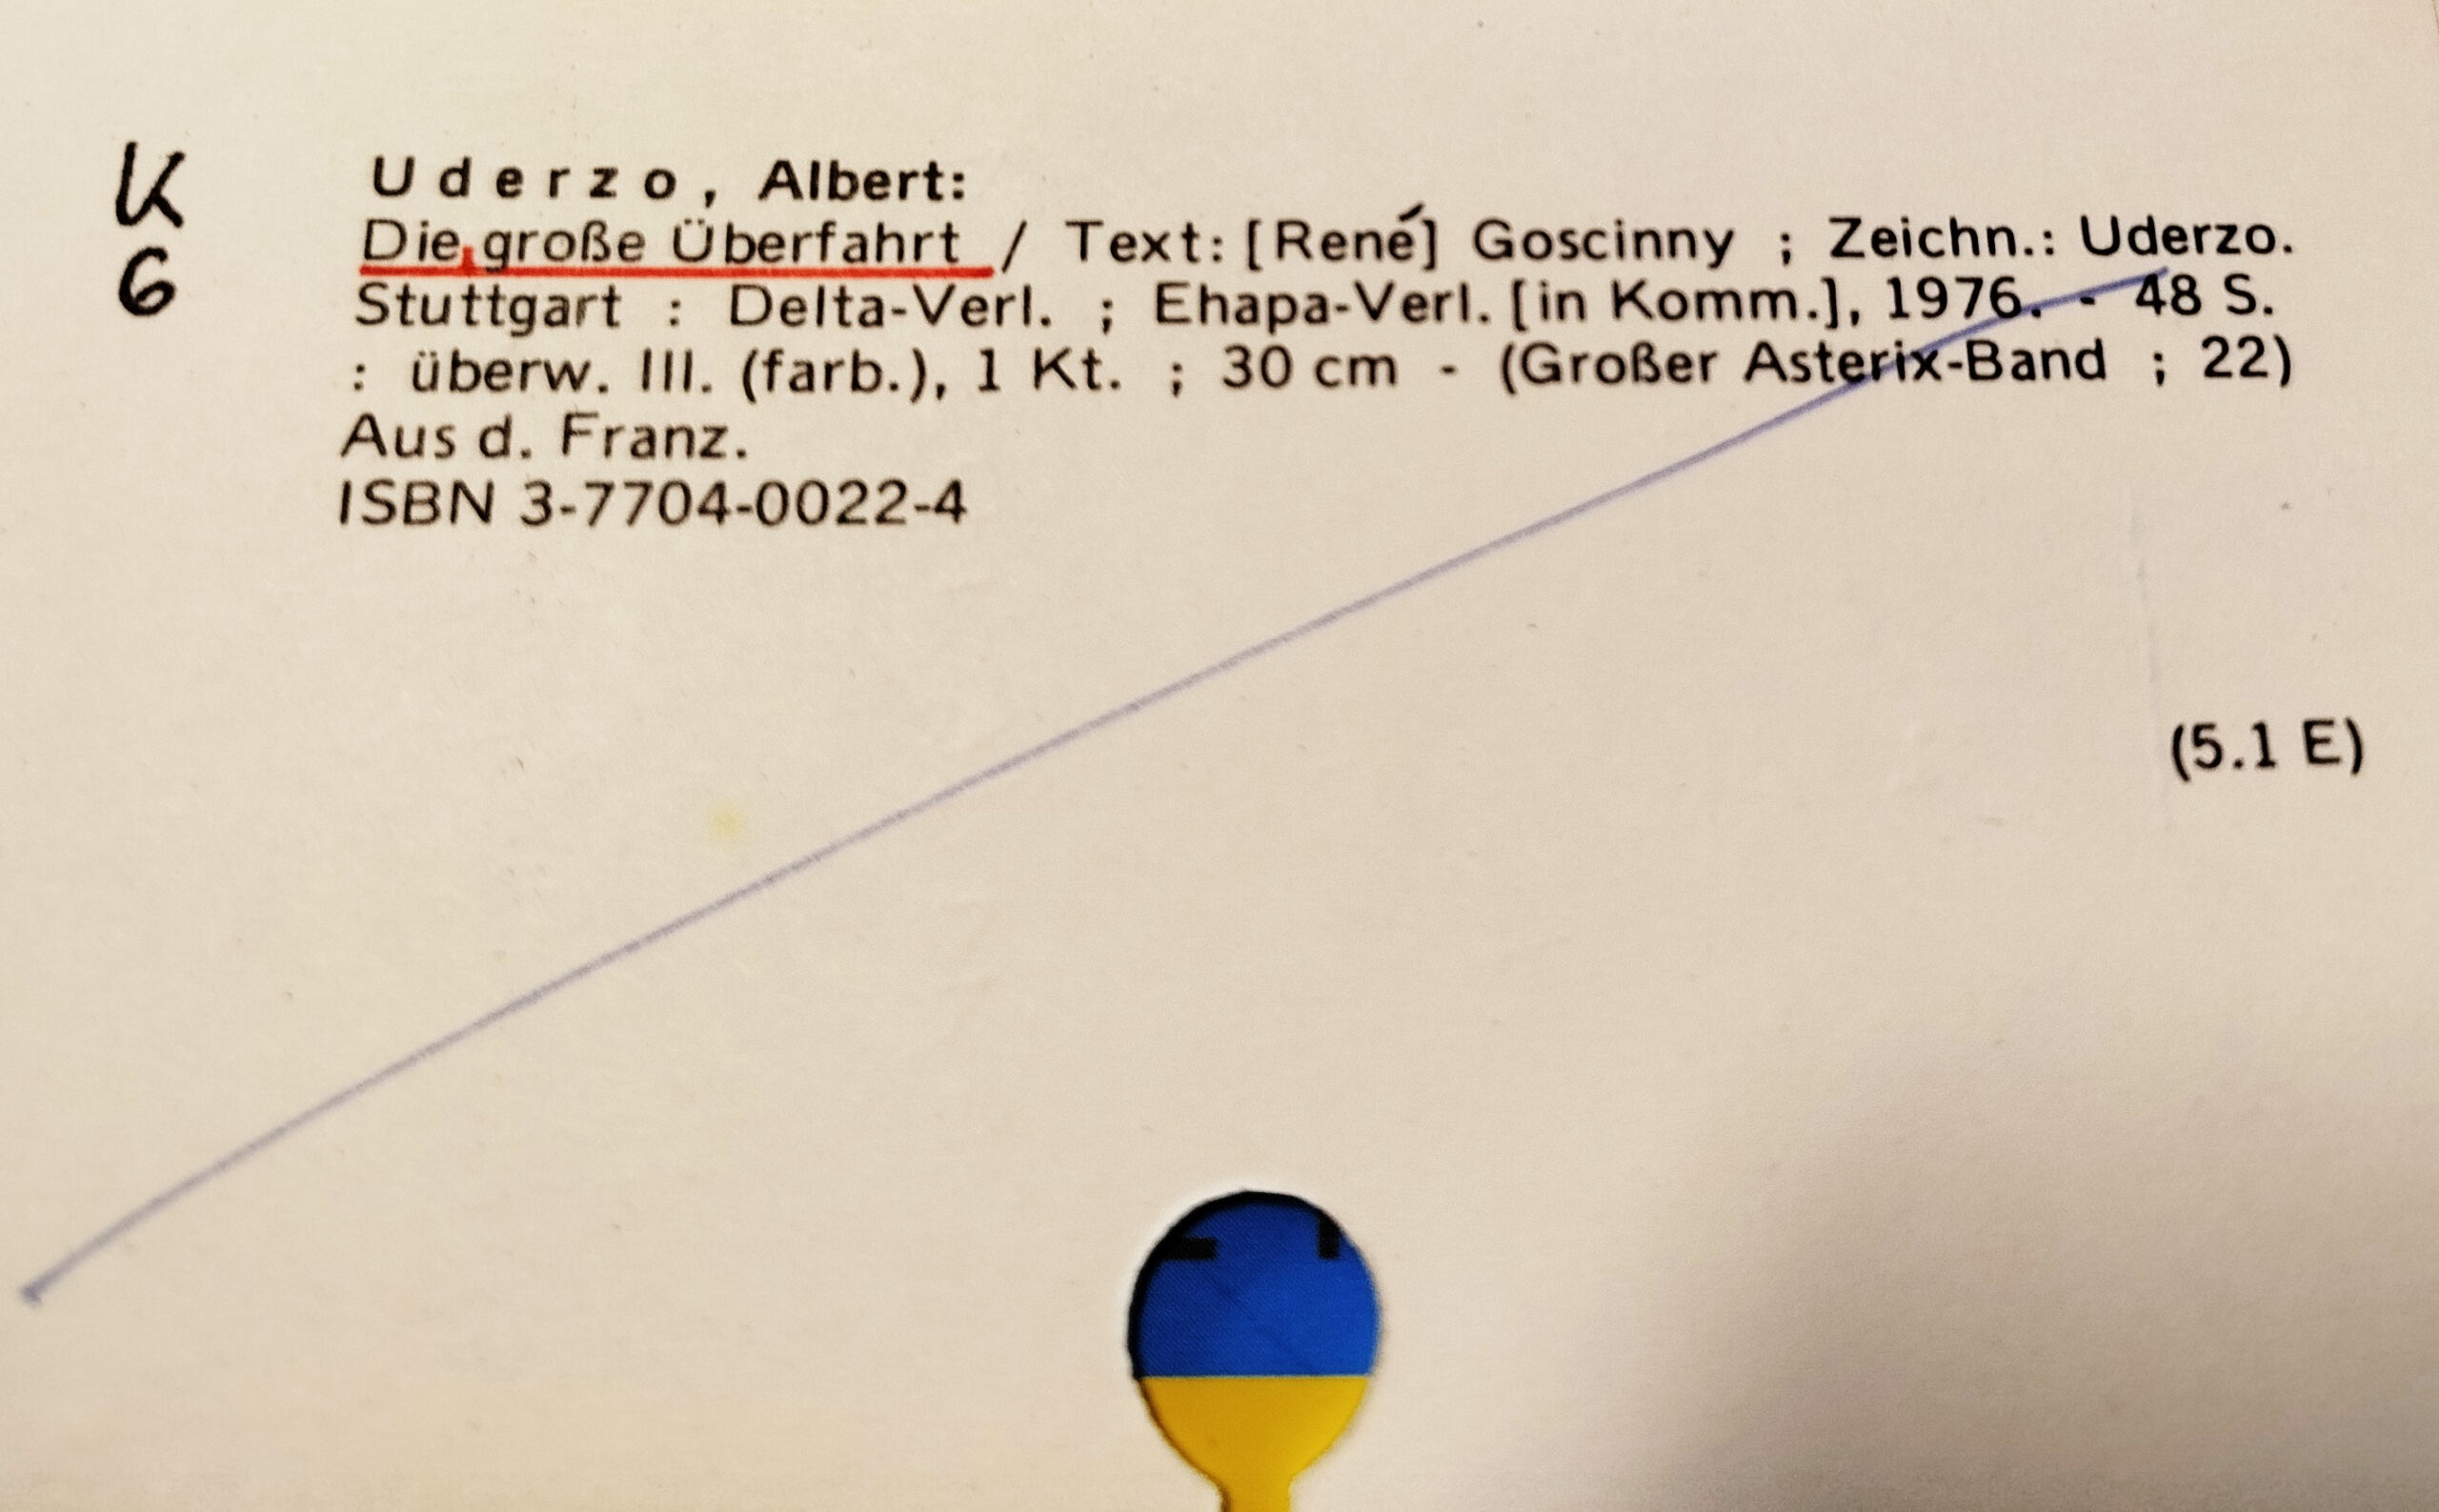 K
6
Uderzo, Albert:
Die große Überfahrt / Text: [René] Goscinny ; Zeichn.: Uderzo.
Stuttgart : Delta-Verl. ; Ehapa-Verl. [in Komm.], 1976. - 48 S.
: überw. Ill. (farb.), 1 Kt. ; 30 cm - (Großer Asterix-Band ; 22)
Aus d. Franz.
ISBN 3-7704-0022-4
(5.1 E)